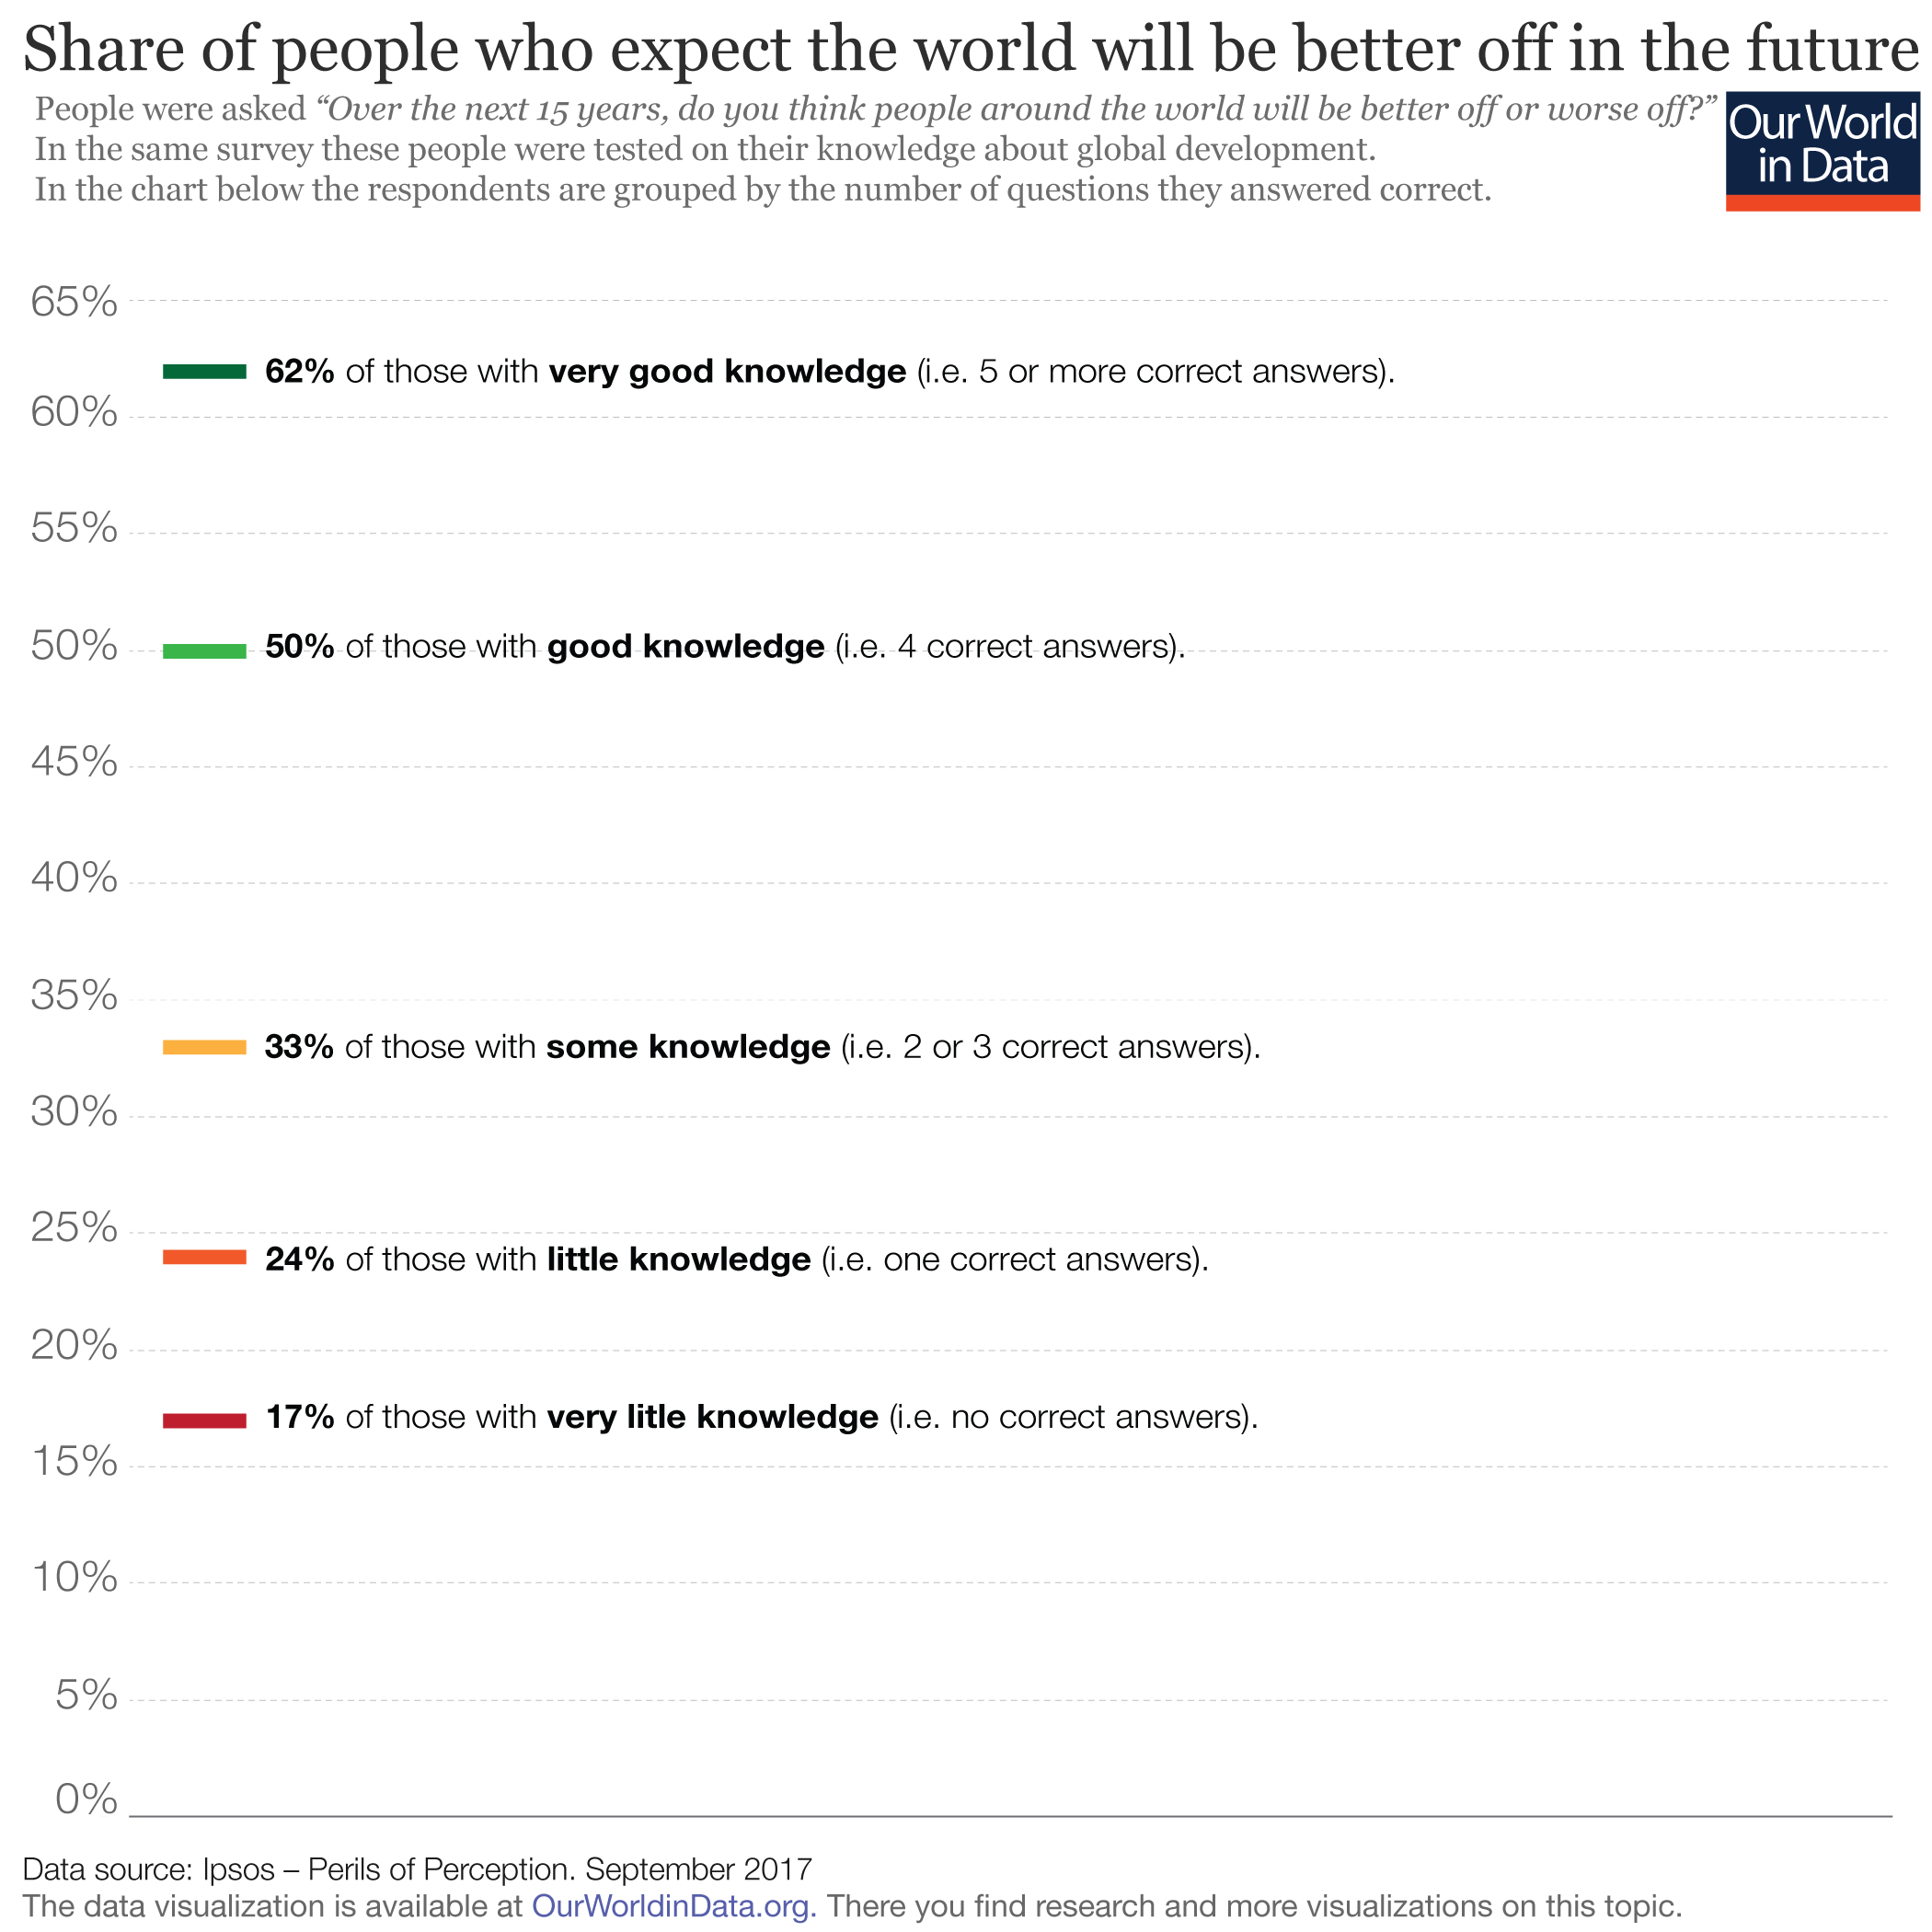 Share of people who expect the world will be better off in the future
People were asked “Over the next 15 years, do you think people around the world will be better off or worse off?”
In the same survey these people were tested on their knowledge about global development.
In the chart below the respondents are grouped by the number of questions they answered correct.
Our World
in Data
65%
62% of those with very good knowledge (i.e. 5 or more correct answers).
60%
55%
50%
50% of those with good knowledge (i.e. 4 correct answers).
45%
40%
35%
33% of those with some knowledge (i.e. 2 or 3 correct answers).
30%
25%
24% of those with little knowledge (i.e. one correct answers).
20%
17% of those with very litle knowledge (i.e. no correct answers).
15%
10%
5%
0%
Data source: Ipsos – Perils of Perception. September 2017
The data visualization is available at OurWorldinData.org. There you find research and more visualizations on this topic.